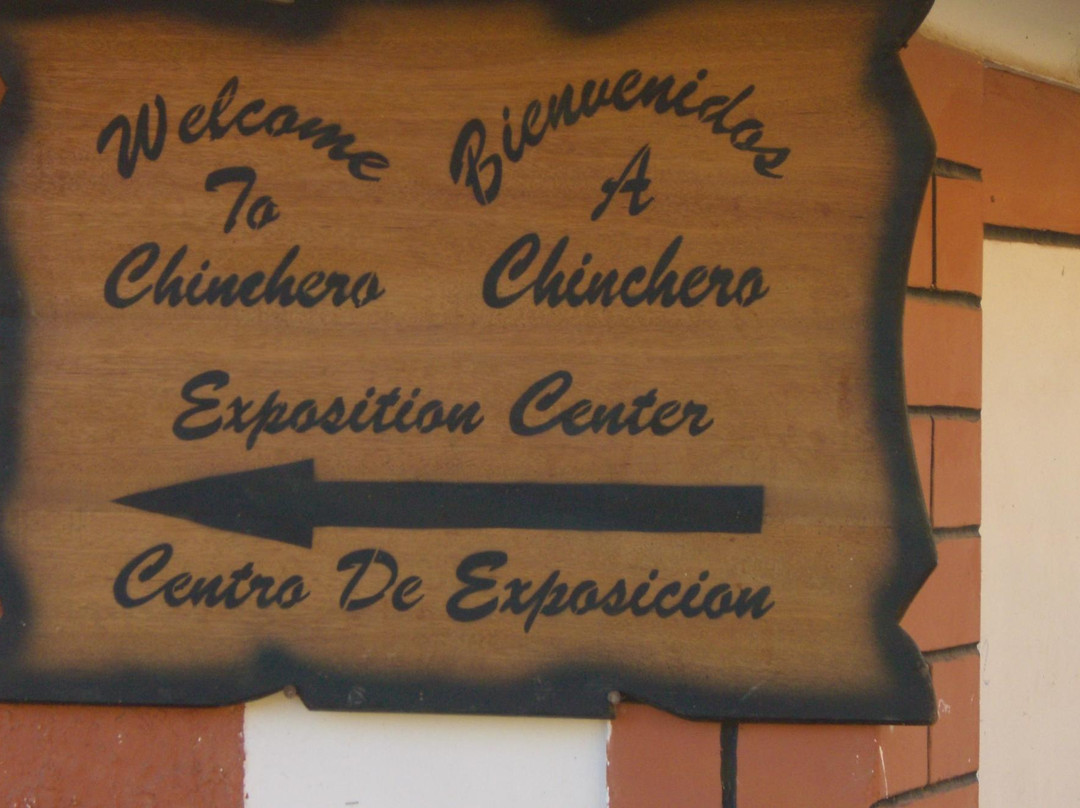 Welcome
To
Chinchero
Bienvenidos
A
Chinchero
Exposition Center
Centro De Exposicion